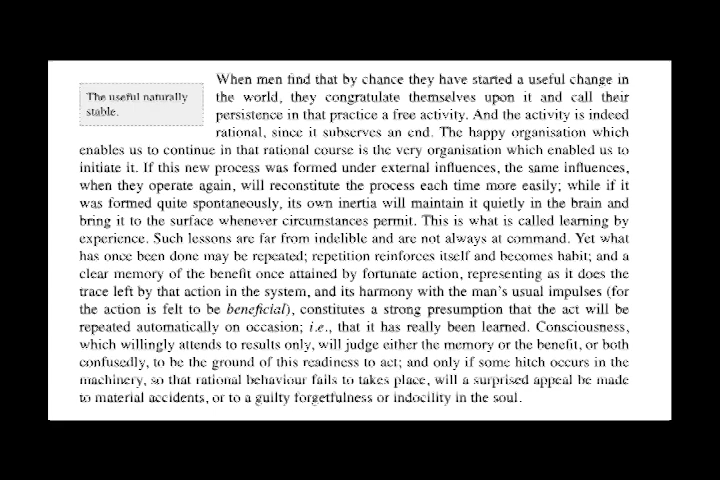 The useful naturally
stable.
When men find that by chance they have started a useful change in
the world, they congratulate themselves upon it and call their
persistence in that practice a free activity. And the activity is indeed
rational, since it subserves an end. The happy organisation which
enables us to continue in that rational course is the very organisation which enabled us to
initiate it. If this new process was formed under external influences, the same influences,
when they operate again, will reconstitute the process each time more easily; while if it
was formed quite spontaneously, its own inertia will maintain it quietly in the brain and
bring it to the surface whenever circumstances permit. This is what is called learning by
experience. Such lessons are far from indelible and are not always at command. Yet what
has once been done may be repeated; repetition reinforces itself and becomes habit; and a
clear memory of the benefit once attained by fortunate action, representing as it does the
trace left by that action in the system, and its harmony with the man's usual impulses (for
the action is felt to be beneficial), constitutes a strong presumption that the act will be
repeated automatically on occasion; i.e., that it has really been learned. Consciousness,
which willingly attends to results only, will judge either the memory or the benefit, or both
confusedly, to be the ground of this readiness to act; and only if some hitch occurs in the
machinery, so that rational behaviour fails to takes place, will a surprised appeal be made
to material accidents, or to a guilty forgetfulness or indocility in the soul.